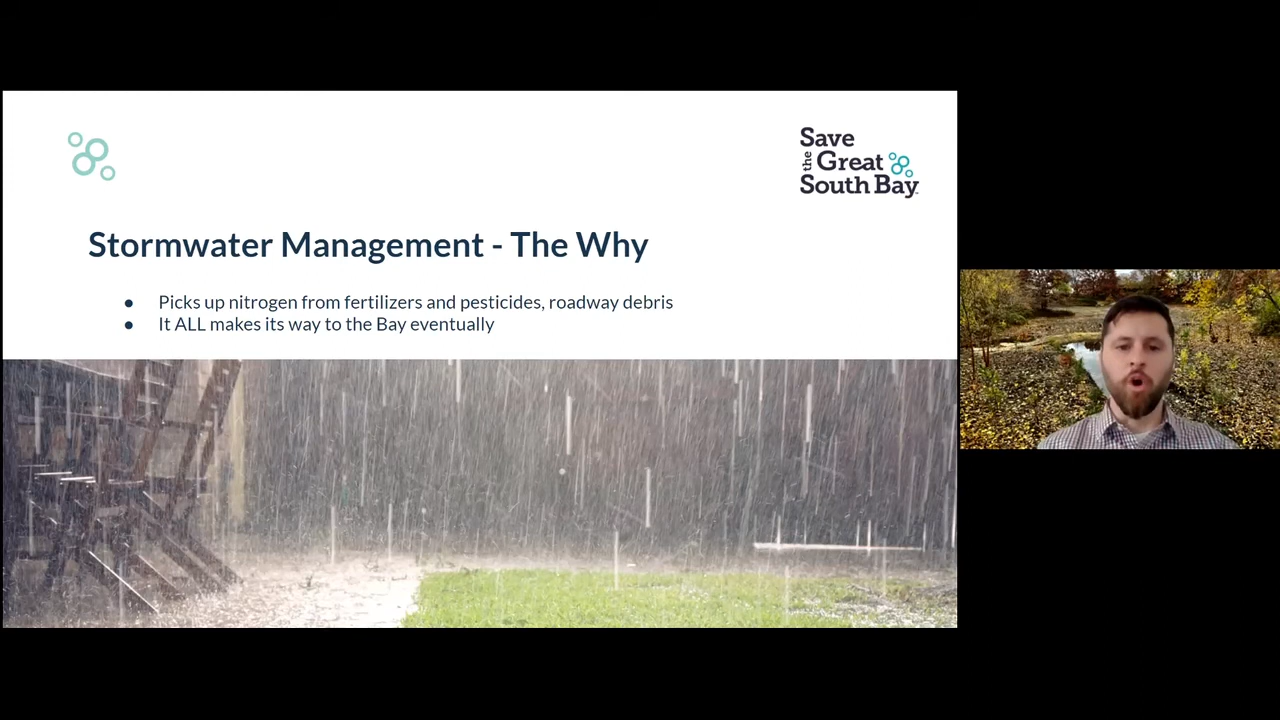 Save
the Great
South Bay
Stormwater Management - The Why
● Picks up nitrogen from fertilizers and pesticides, roadway debris
● It ALL makes its way to the Bay eventually